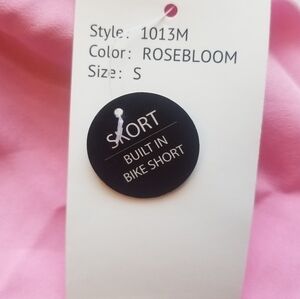 Style: 1013M
Color: ROSEBLOOM
Size: S
SKORT
BUILT IN
BIKE SHORT